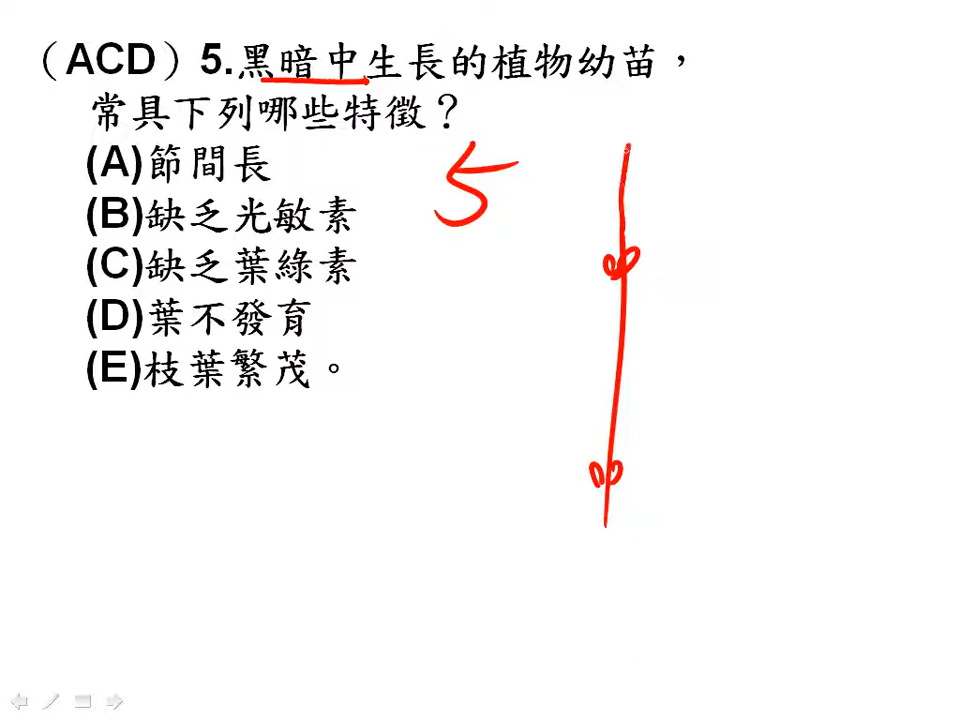 （ACD）5.黑暗中生長的植物幼苗，
常具下列哪些特徵？
(A)節間長
5
(B)缺乏光敏素
(C)缺乏葉綠素
(D)葉不發育
(E)枝葉繁茂。